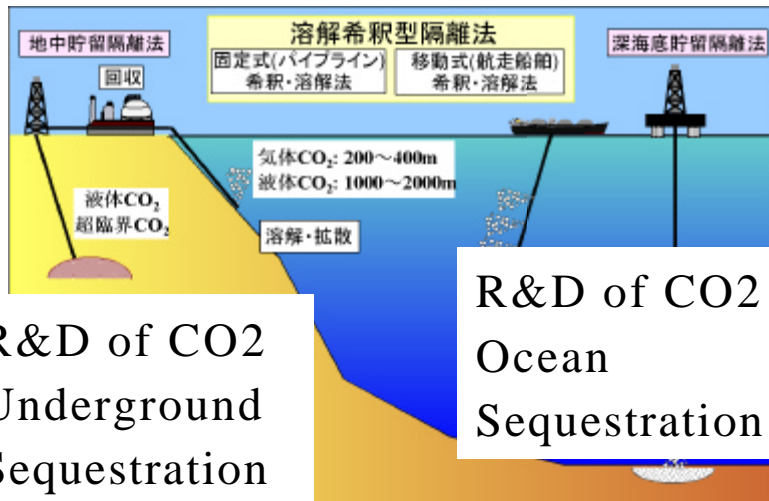 地中貯留隔離法
溶解希釈型隔離法
深海底貯留隔離法
回収
固定式(パイプライン)
希釈・溶解法
移動式(航走船舶)
希釈・溶解法
気体CO₂: 200～400m
液体CO₂: 1000～2000m
液体CO₂
超臨界CO₂
溶解・拡散
R&D of CO2
Underground
Sequestration
R&D of CO2
Ocean
Sequestration